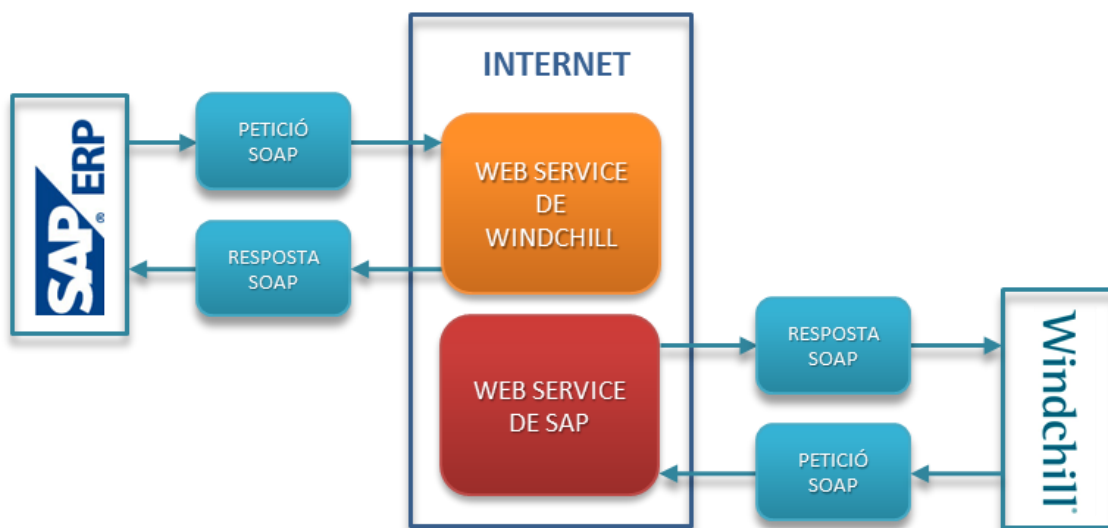 INTERNET
SAP ERP
®
PETICIÓ
SOAP
WEB SERVICE
DE
WINDCHILL
RESPOSTA
SOAP
WEB SERVICE
DE SAP
RESPOSTA
SOAP
PETICIÓ
SOAP
Windchill®